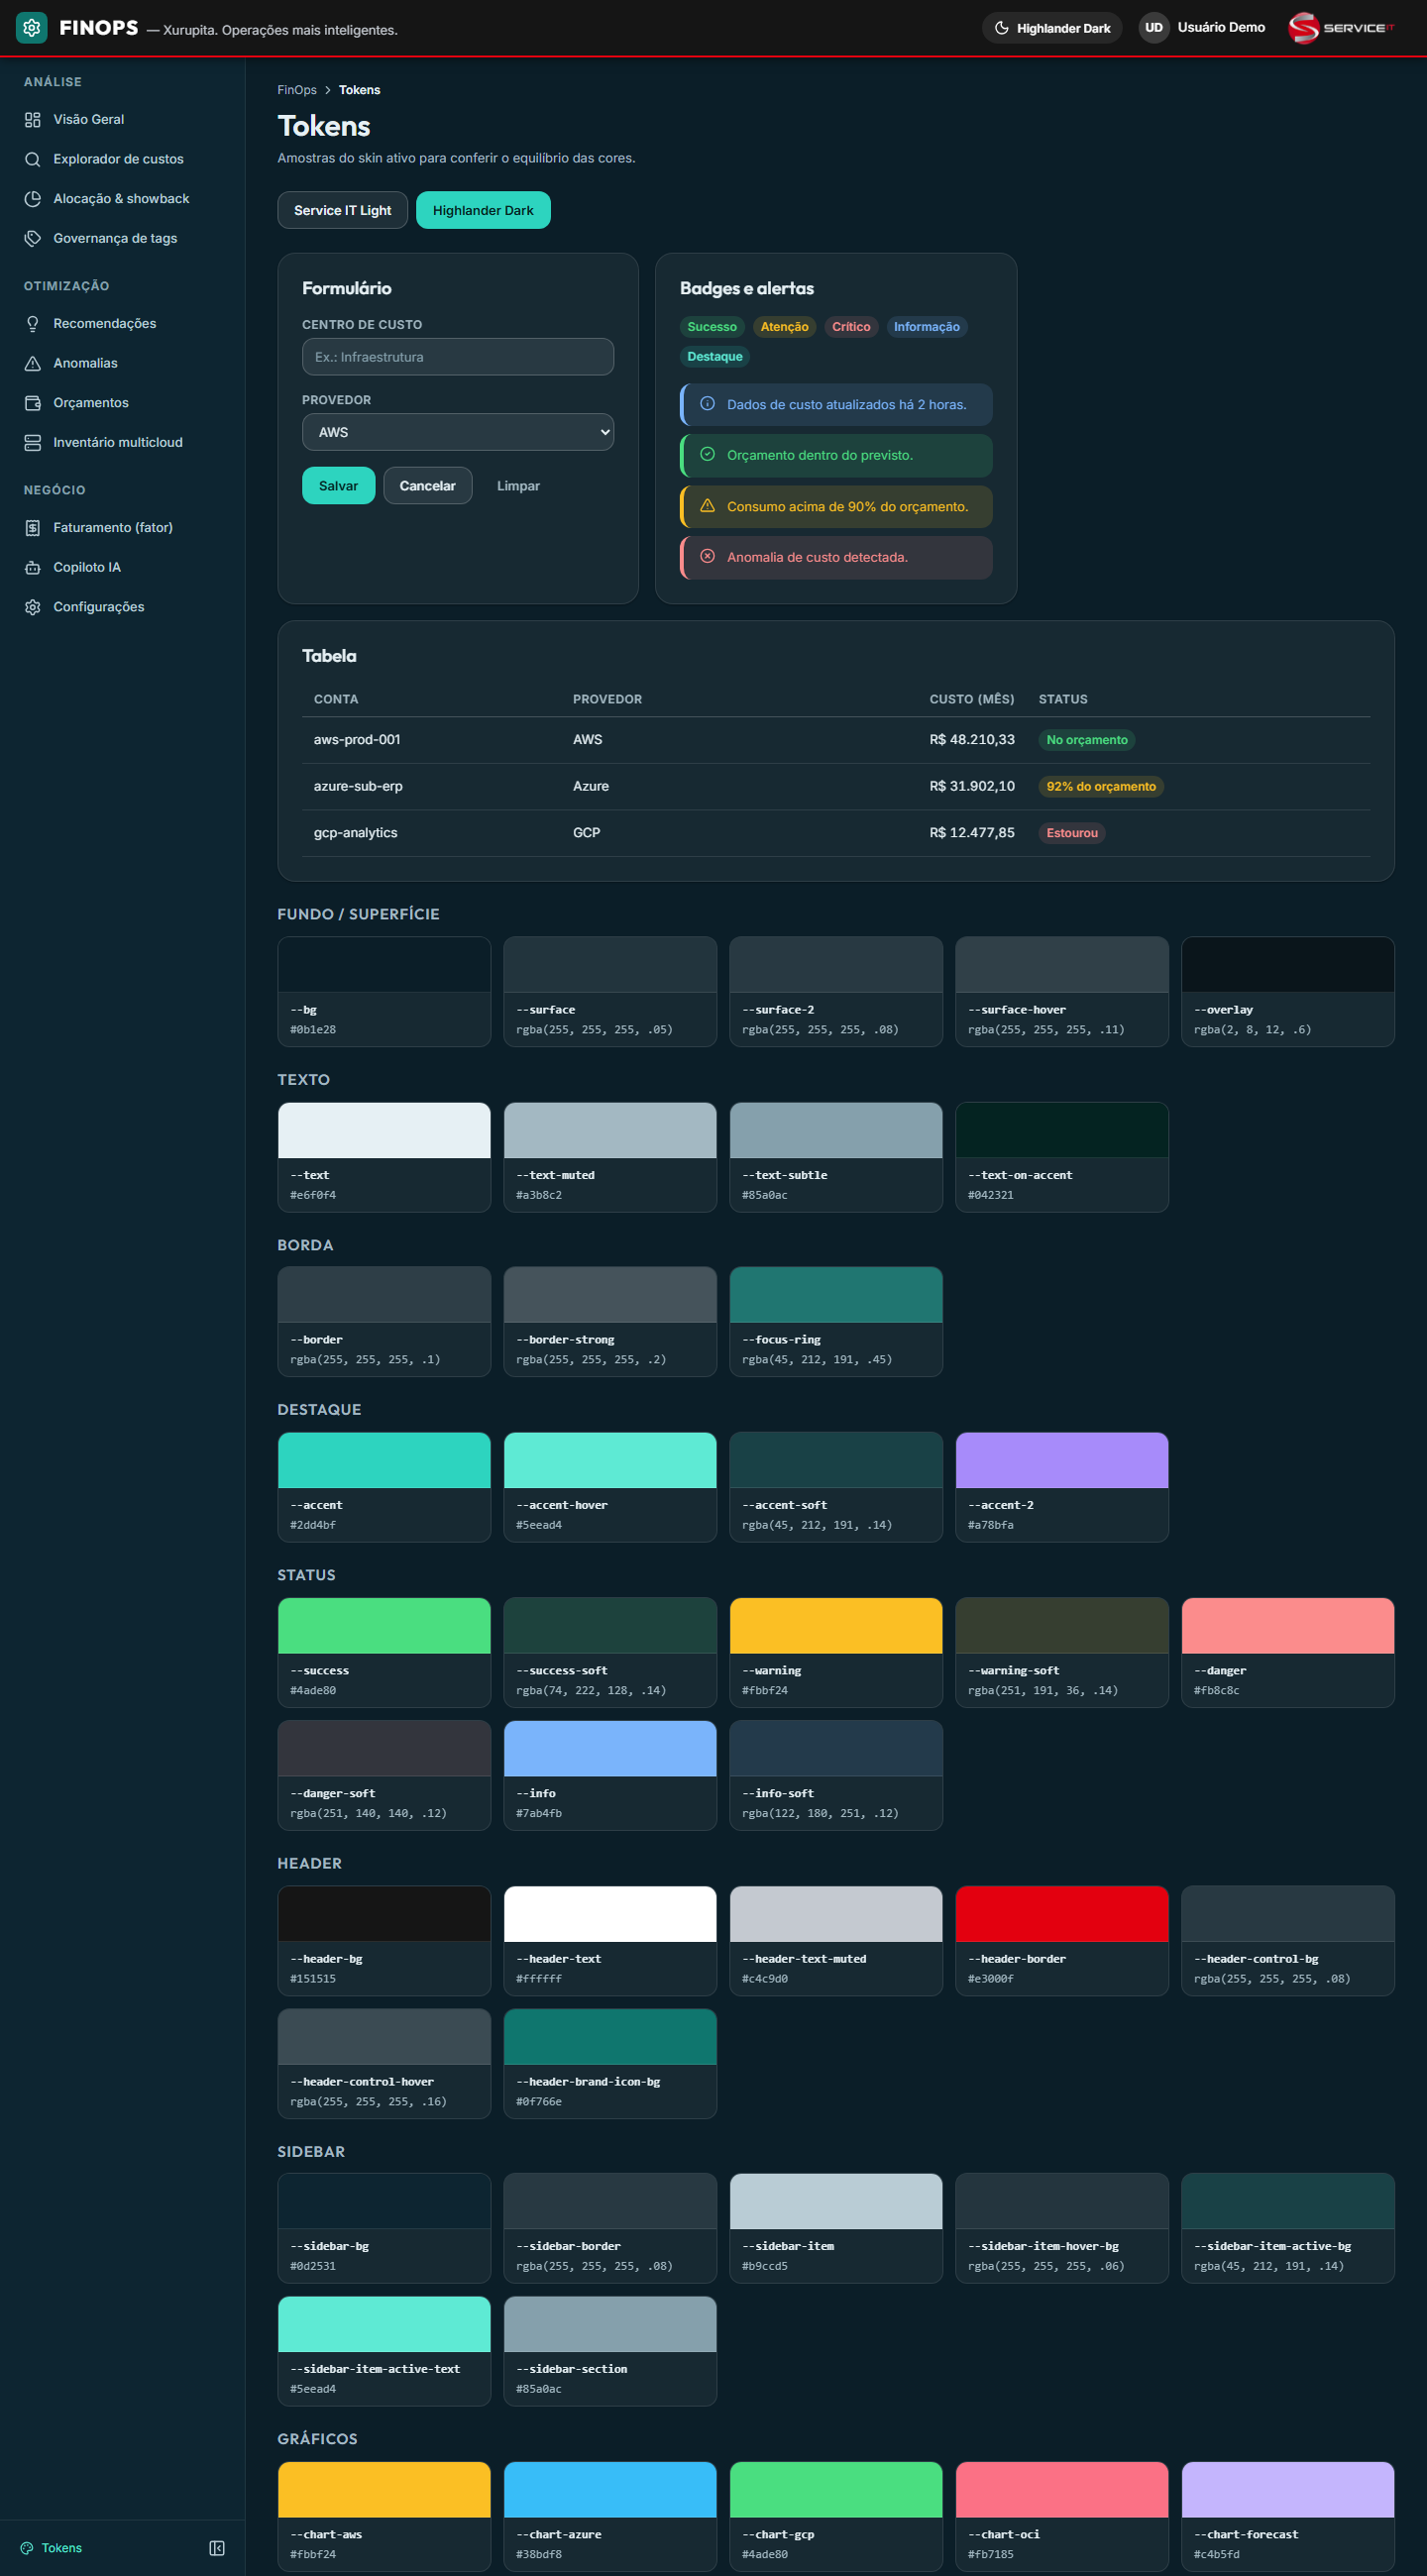 FINOPS — Xurupita. Operações mais inteligentes.
Highlander Dark
UD Usuário Demo
SERVICEIT
ANÁLISE
Visão Geral
Explorador de custos
Alocação & showback
Governança de tags
OTIMIZAÇÃO
Recomendações
Anomalias
Orçamentos
Inventário multicloud
NEGÓCIO
Faturamento (fator)
Copiloto IA
Configurações
Tokens
FinOps > Tokens
Tokens
Amostras do skin ativo para conferir o equilíbrio das cores.
Service IT Light Highlander Dark
Formulário
CENTRO DE CUSTO
Ex.: Infraestrutura
PROVEDOR
AWS
Salvar Cancelar Limpar
Badges e alertas
Sucesso Atenção Crítico Informação
Destaque
Dados de custo atualizados há 2 horas.
Orçamento dentro do previsto.
Consumo acima de 90% do orçamento.
Anomalia de custo detectada.
Tabela
CONTA PROVEDOR CUSTO (MÊS) STATUS
aws-prod-001 AWS R$ 48.210,33 No orçamento
azure-sub-erp Azure R$ 31.902,10 92% do orçamento
gcp-analytics GCP R$ 12.477,85 Estourou
FUNDO / SUPERFÍCIE
--bg --surface --surface-2 --surface-hover --overlay
#0b1e28 rgba(255, 255, 255, .05) rgba(255, 255, 255, .08) rgba(255, 255, 255, .11) rgba(2, 8, 12, .6)
TEXTO
--text --text-muted --text-subtle --text-on-accent
#e6f0f4 #a3b8c2 #85a0ac #042321
BORDA
--border --border-strong --focus-ring
rgba(255, 255, 255, .1) rgba(255, 255, 255, .2) rgba(45, 212, 191, .45)
DESTAQUE
--accent --accent-hover --accent-soft --accent-2
#2dd4bf #5eead4 rgba(45, 212, 191, .14) #a78bfa
STATUS
--success --success-soft --warning --warning-soft --danger
#4ade80 rgba(74, 222, 128, .14) #fbbf24 rgba(251, 191, 36, .14) #fb8c8c
--danger-soft --info --info-soft
rgba(251, 140, 140, .12) #7ab4fb rgba(122, 180, 251, .12)
HEADER
--header-bg --header-text --header-text-muted --header-border --header-control-bg
#151515 #ffffff #c4c9d0 #e3000f rgba(255, 255, 255, .08)
--header-control-hover --header-brand-icon-bg
rgba(255, 255, 255, .16) #0f766e
SIDEBAR
--sidebar-bg --sidebar-border --sidebar-item --sidebar-item-hover-bg --sidebar-item-active-bg
#0d2531 rgba(255, 255, 255, .08) #b9ccd5 rgba(255, 255, 255, .06) rgba(45, 212, 191, .14)
--sidebar-item-active-text --sidebar-section
#5eead4 #85a0ac
GRÁFICOS
--chart-aws --chart-azure --chart-gcp --chart-oci --chart-forecast
#fbbf24 #38bdf8 #4ade80 #fb7185 #c4b5fd